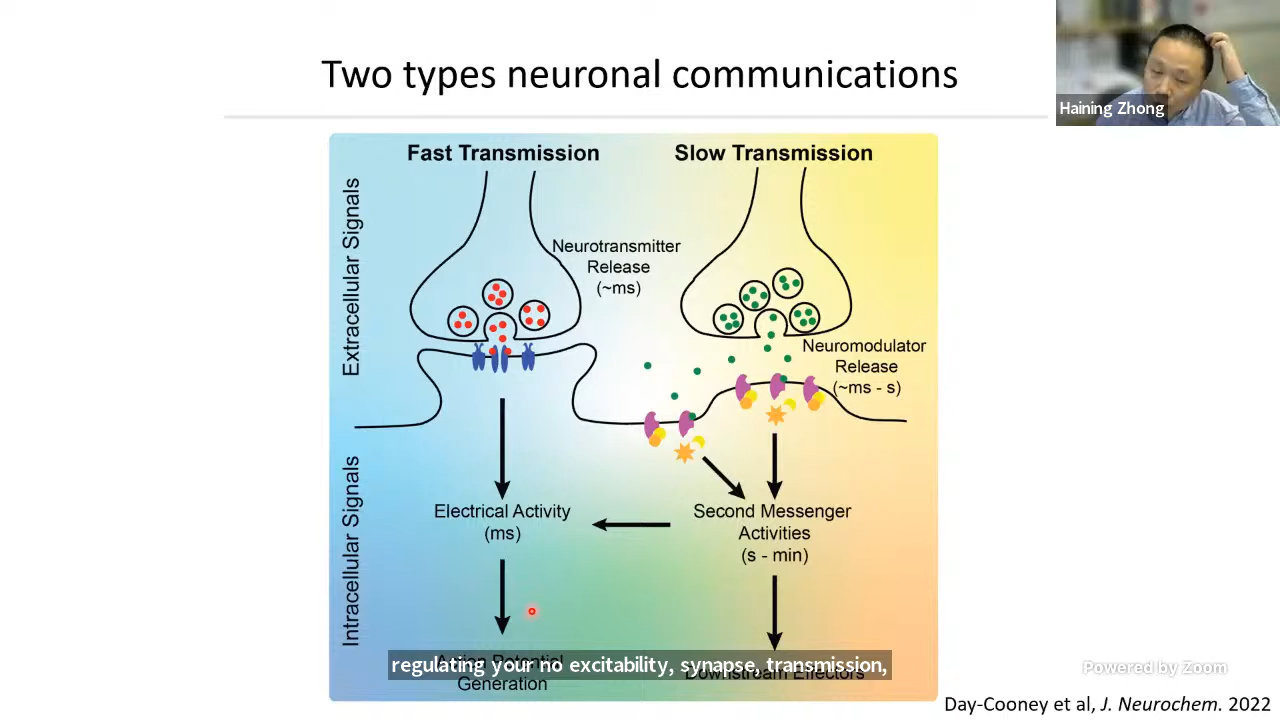 Two types neuronal communications
Haining Zhong
Fast Transmission
Slow Transmission
Extracellular Signals
Neurotransmitter
Release
(~ms)
Neuromodulator
Release
(~ms - s)
Intracellular Signals
Electrical Activity
(ms)
Second Messenger
Activities
(s - min)
Action Potential
Generation
Downstream Effectors
regulating your no excitability, synapse, transmission,
Powered by Zoom
Day-Cooney et al, J. Neurochem. 2022